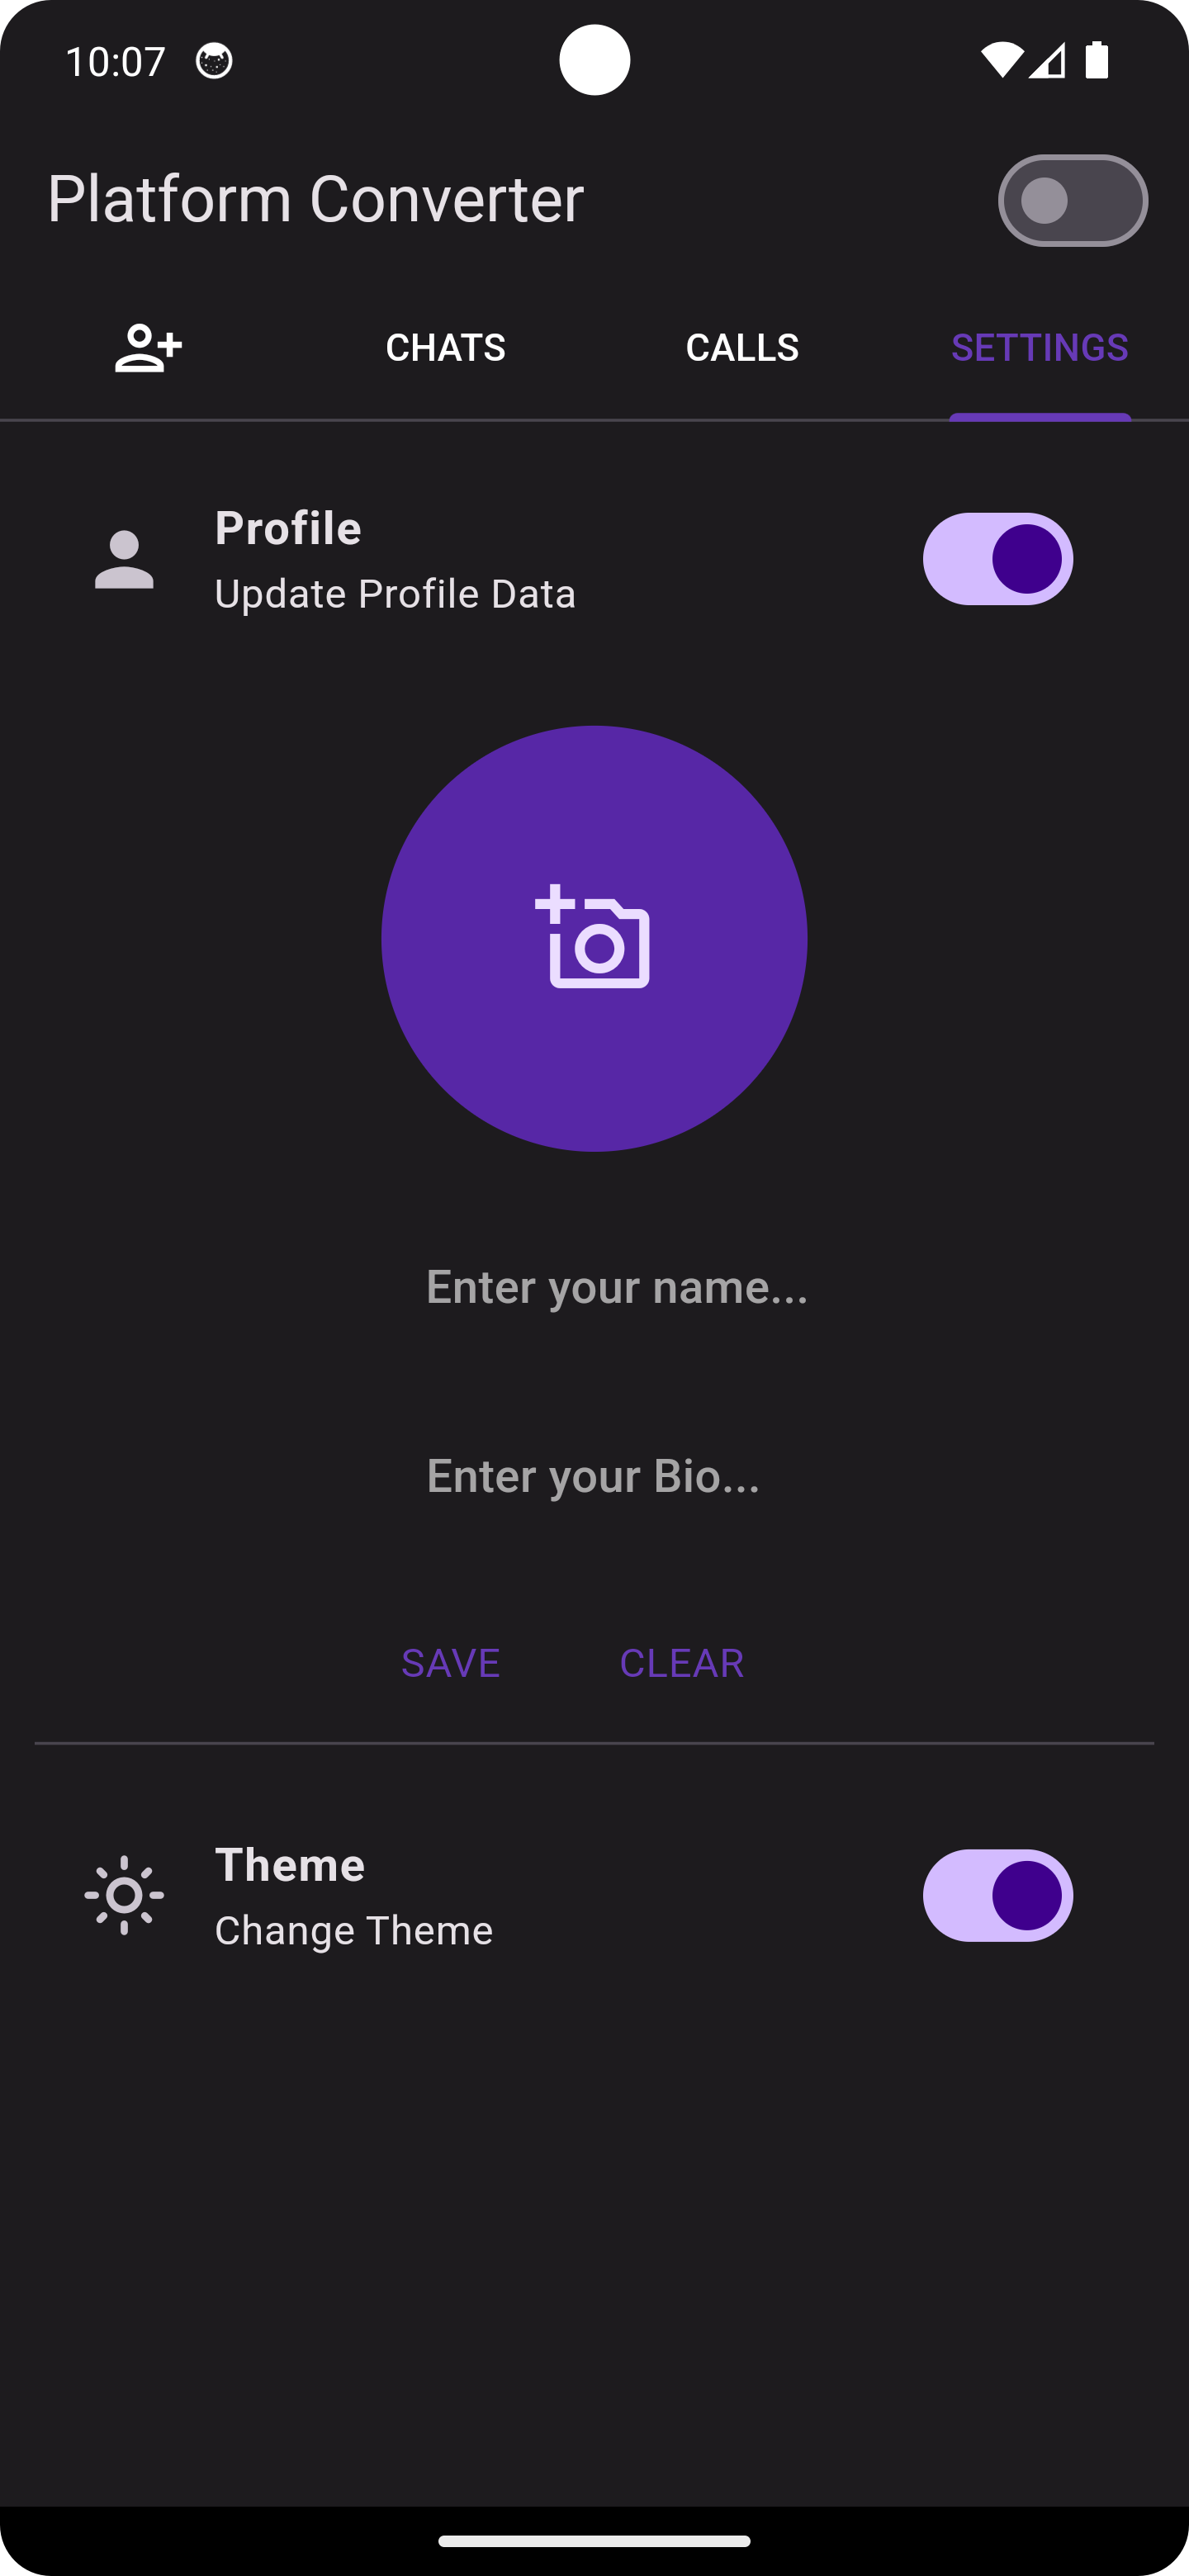 10:07
Platform Converter
CHATS CALLS SETTINGS
Profile
Update Profile Data
Enter your name...
Enter your Bio...
SAVE CLEAR
Theme
Change Theme